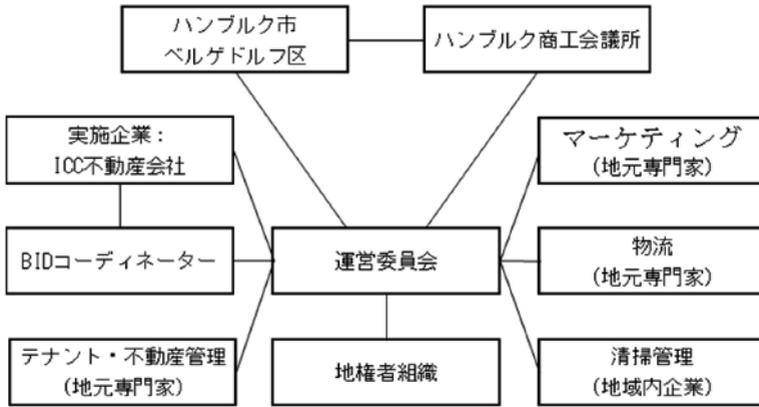 ハンブルク市
ベルゲドルフ区
ハンブルク商工会議所
実施企業：
ICC不動産会社
マーケティング
(地元専門家)
BIDコーディネーター
運営委員会
物流
(地元専門家)
テナント・不動産管理
(地元専門家)
地権者組織
清掃管理
(地域内企業)